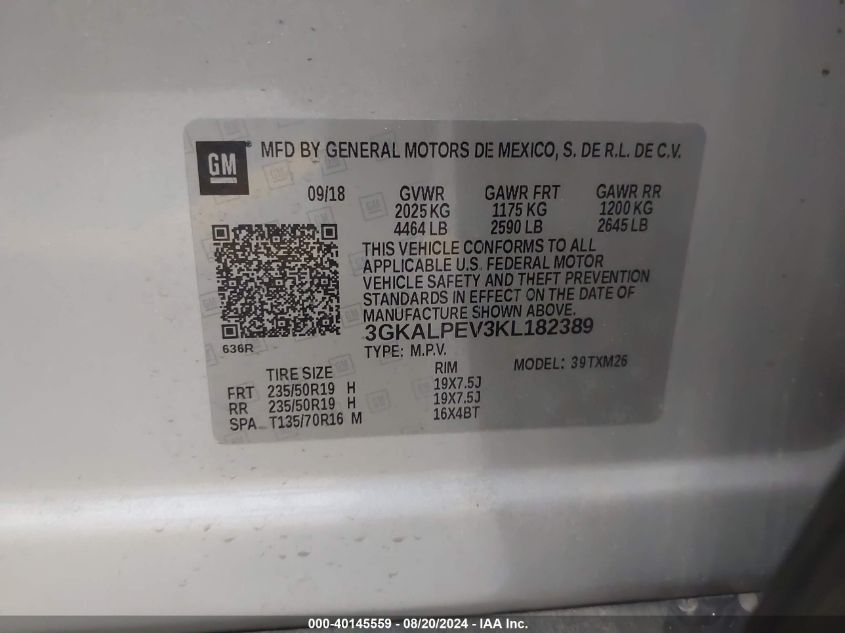 GM® MFD BY GENERAL MOTORS DE MEXICO, S. DE R.L. DE C.V.
09/18 GVWR GAWR FRT GAWR RR
2025 KG 1175 KG 1200 KG
4464 LB 2590 LB 2645 LB
THIS VEHICLE CONFORMS TO ALL
APPLICABLE U.S. FEDERAL MOTOR
VEHICLE SAFETY AND THEFT PREVENTION
STANDARDS IN EFFECT ON THE DATE OF
MANUFACTURE SHOWN ABOVE.
3GKALPEV3KL182389
636R TYPE: M.P.V. MODEL: 39TXM26
TIRE SIZE RIM
FRT 235/50R19 H 19X7.5J
RR 235/50R19 H 19X7.5J
SPA T135/70R16 M 16X4BT
000-40145559 - 08/20/2024 - IAA Inc.